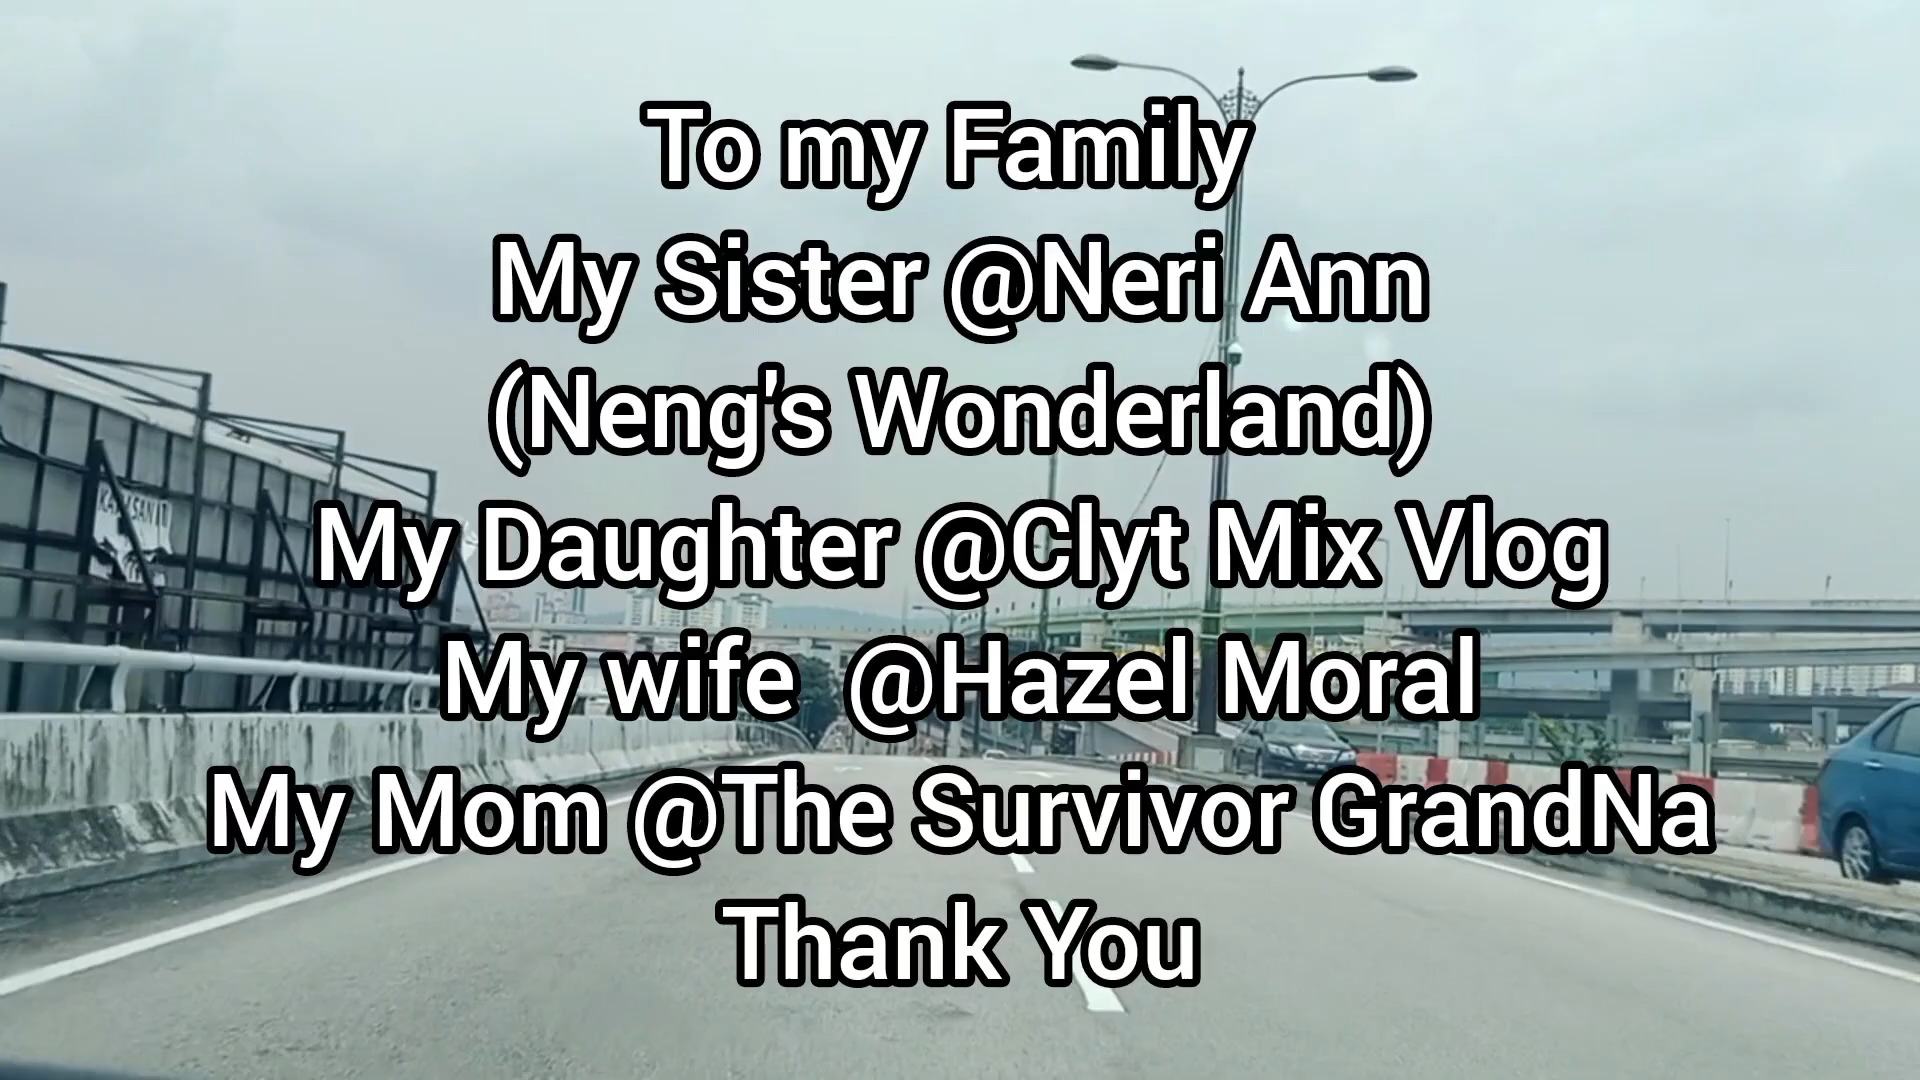 To my Family
My Sister @Neri Ann
(Neng's Wonderland)
My Daughter @Clyt Mix Vlog
My wife  @Hazel Moral
My Mom @The Survivor GrandNa
Thank You